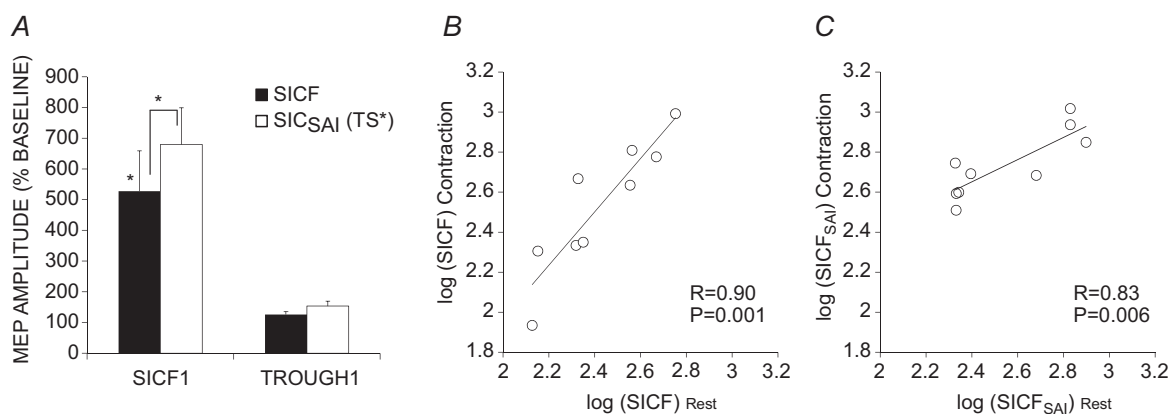 A
MEP AMPLITUDE (% BASELINE)
900
800
700
600
500
400
300
200
100
0
*
*
SICF
SIC_SAI (TS*)
SICF1
TROUGH1
B
log (SICF) Contraction
3.2
3
2.8
2.6
2.4
2.2
2
1.8
R=0.90
P=0.001
2 2.2 2.4 2.6 2.8 3 3.2
log (SICF) Rest
C
log (SICF_SAI) Contraction
3.2
3
2.8
2.6
2.4
2.2
2
1.8
R=0.83
P=0.006
2 2.2 2.4 2.6 2.8 3 3.2
log (SICF_SAI) Rest